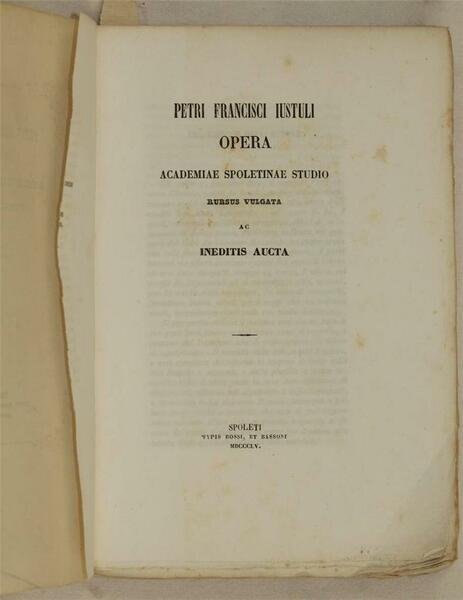 PETRI FRANCISCI IUSTULI
OPERA
ACADEMIAE SPOLETINAE STUDIO
RURSUS VULGATA
AC
INEDITIS AUCTA
SPOLETI
TYPIS BOSSI, ET BASSONI
MDCCCLV.